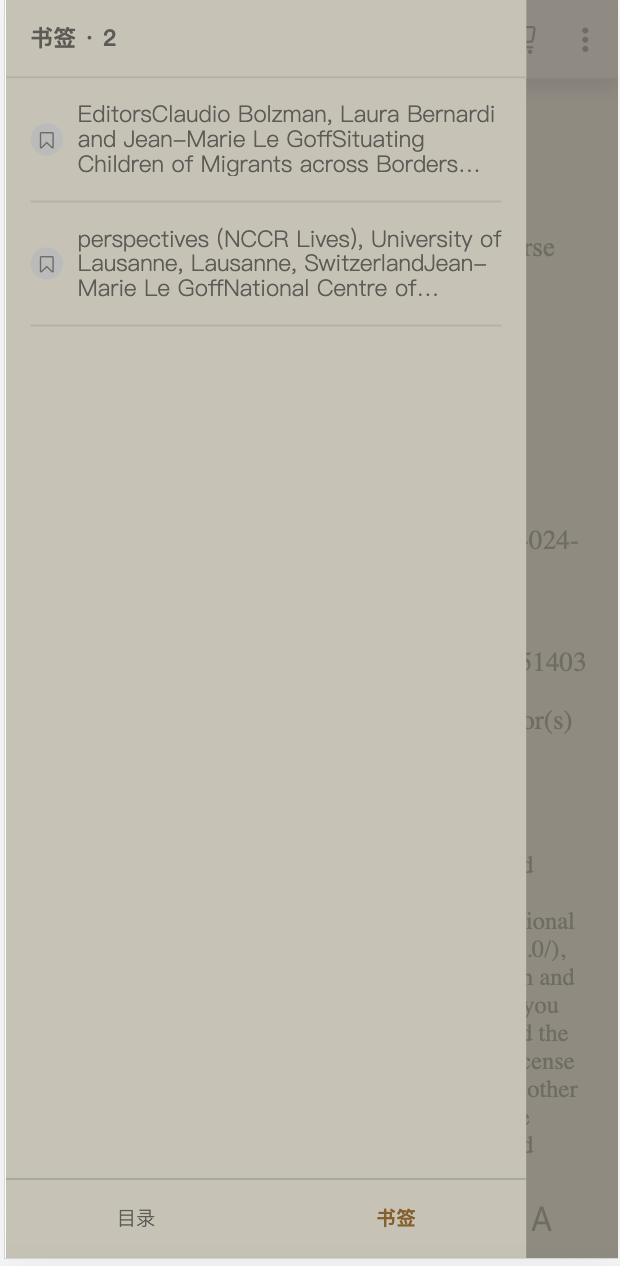 书签 · 2
EditorsClaudio Bolzman, Laura Bernardi
and Jean–Marie Le GoffSituating
Children of Migrants across Borders...
perspectives (NCCR Lives), University of
Lausanne, Lausanne, SwitzerlandJean–
Marie Le GoffNational Centre of...
rse
024-
51403
or(s)
d
ional
.0/),
n and
you
d the
cense
other
e
d
目录
书签
A